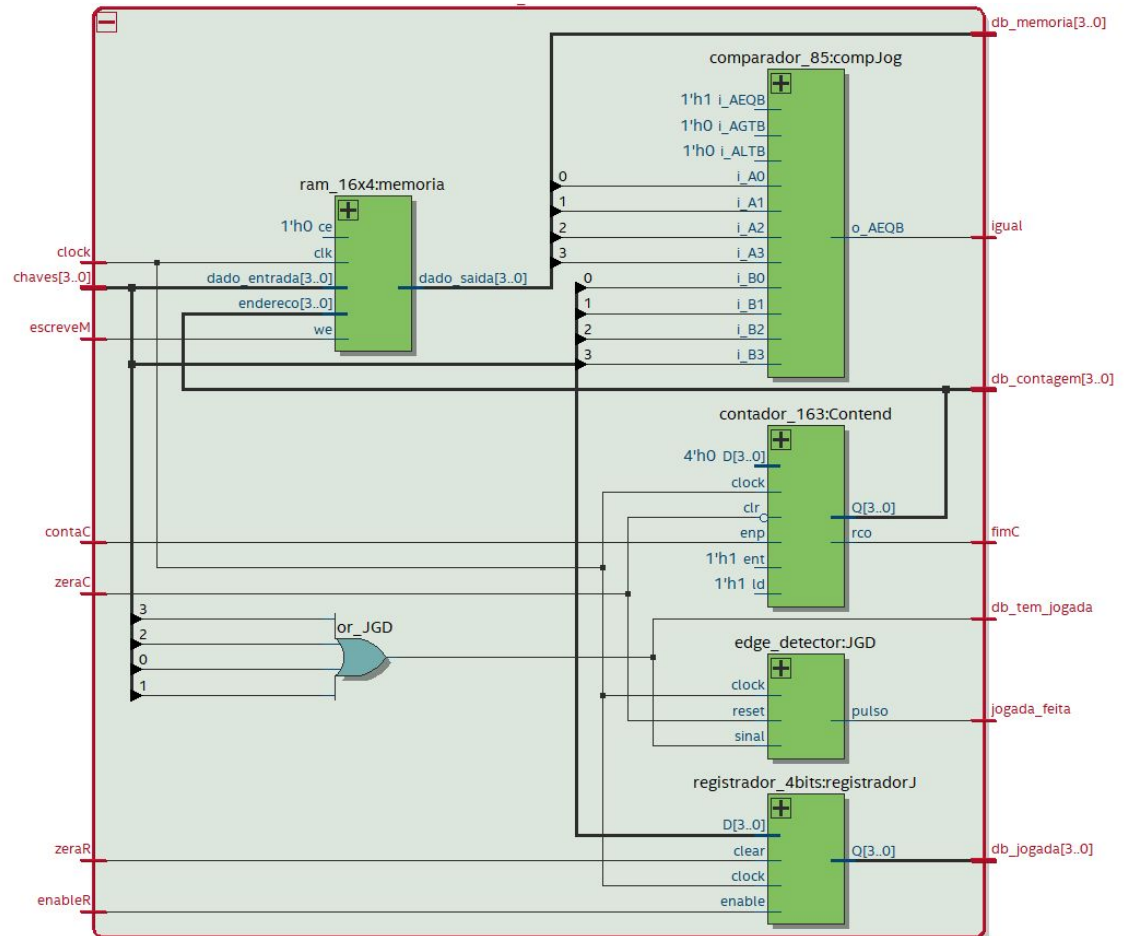 db_memoria[3..0]
comparador_85:compJog
1'h1 i_AEQB
1'h0 i_AGTB
1'h0 i_ALTB
0 i_A0
1 i_A1
2 i_A2
3 i_A3
0 i_B0
1 i_B1
2 i_B2
3 i_B3
o_AEQB
igual
ram_16x4:memoria
1'h0 ce
clk
dado_entrada[3..0]
endereco[3..0]
we
dado_saida[3..0]
clock
chaves[3..0]
escreveM
db_contagem[3..0]
contador_163:Contend
4'h0 D[3..0]
clock
clr
enp
1'h1 ent
1'h1 ld
Q[3..0]
rco
contaC
fimC
zeraC
db_tem_jogada
3
2
0
1
or_JGD
edge_detector:JGD
clock
reset
sinal
pulso
jogada_feita
registrador_4bits:registradorJ
D[3..0]
clear
clock
enable
Q[3..0]
zeraR
db_jogada[3..0]
enableR